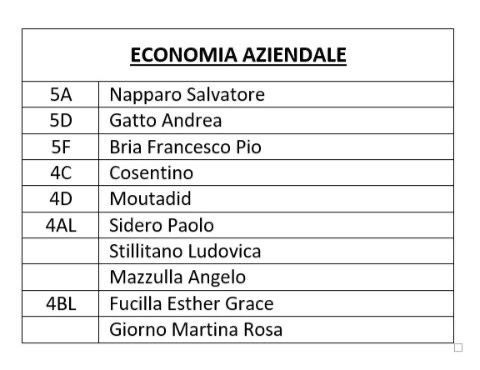 ECONOMIA AZIENDALE
5A Napparo Salvatore
5D Gatto Andrea
5F Bria Francesco Pio
4C Cosentino
4D Moutadid
4AL Sidero Paolo
Stillitano Ludovica
Mazzulla Angelo
4BL Fucilla Esther Grace
Giorno Martina Rosa